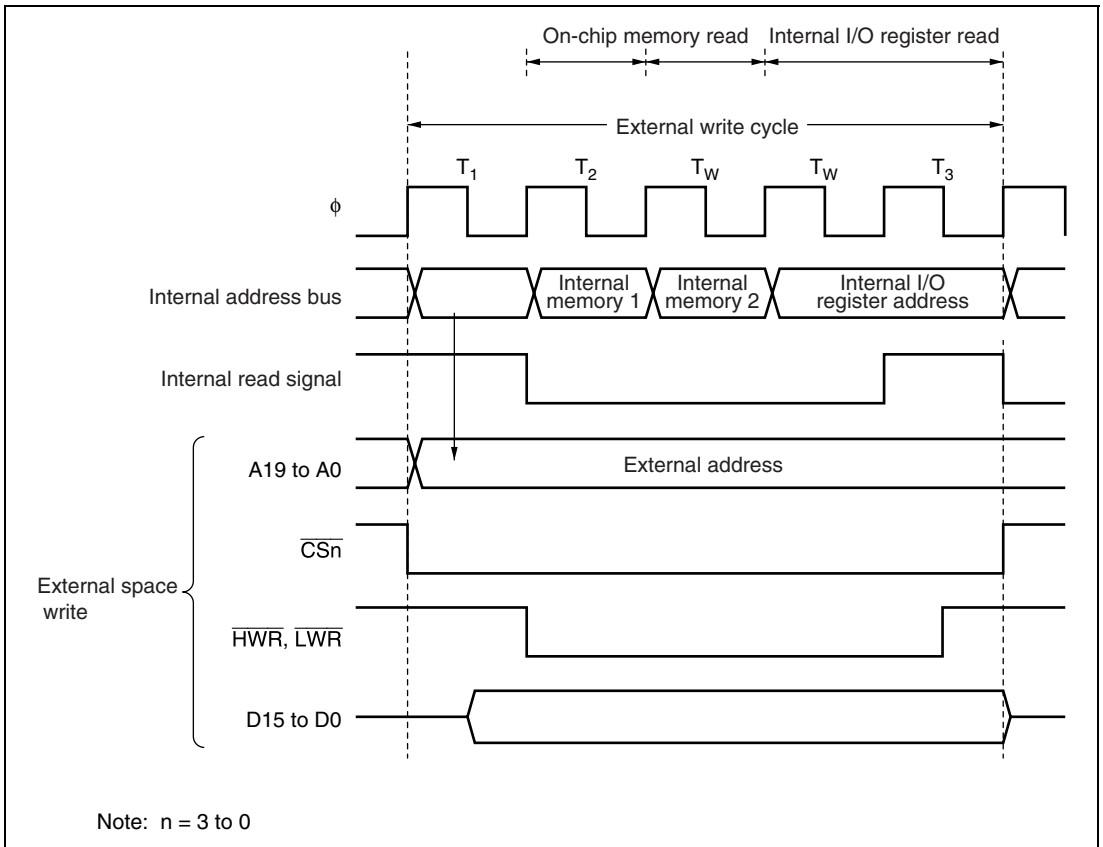 On-chip memory read Internal I/O register read
External write cycle
T1 T2 TW TW T3
ϕ
Internal address bus
Internal memory 1
Internal memory 2
Internal I/O register address
Internal read signal
A19 to A0
External address
CSn
External space write
HWR, LWR
D15 to D0
Note: n = 3 to 0